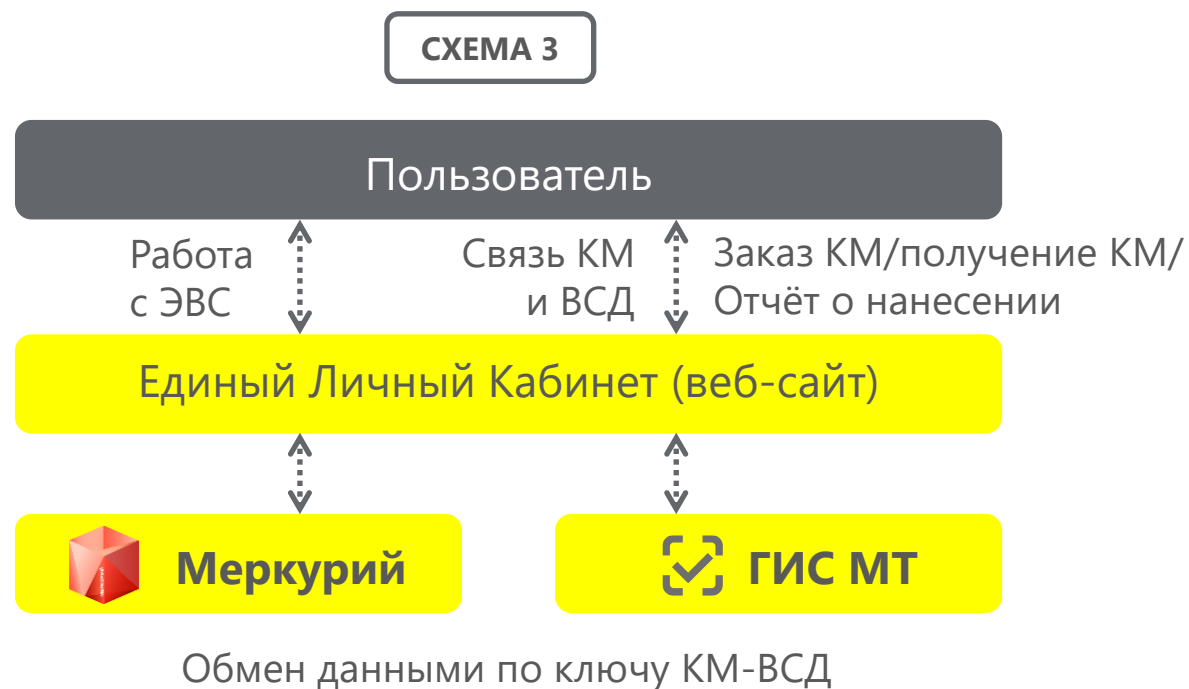 СХЕМА 3
Пользователь
Работа
с ЭВС
Связь КМ
и ВСД
Заказ КМ/получение КМ/
Отчёт о нанесении
Единый Личный Кабинет (веб-сайт)
Меркурий
ГИС МТ
Обмен данными по ключу КМ-ВСД